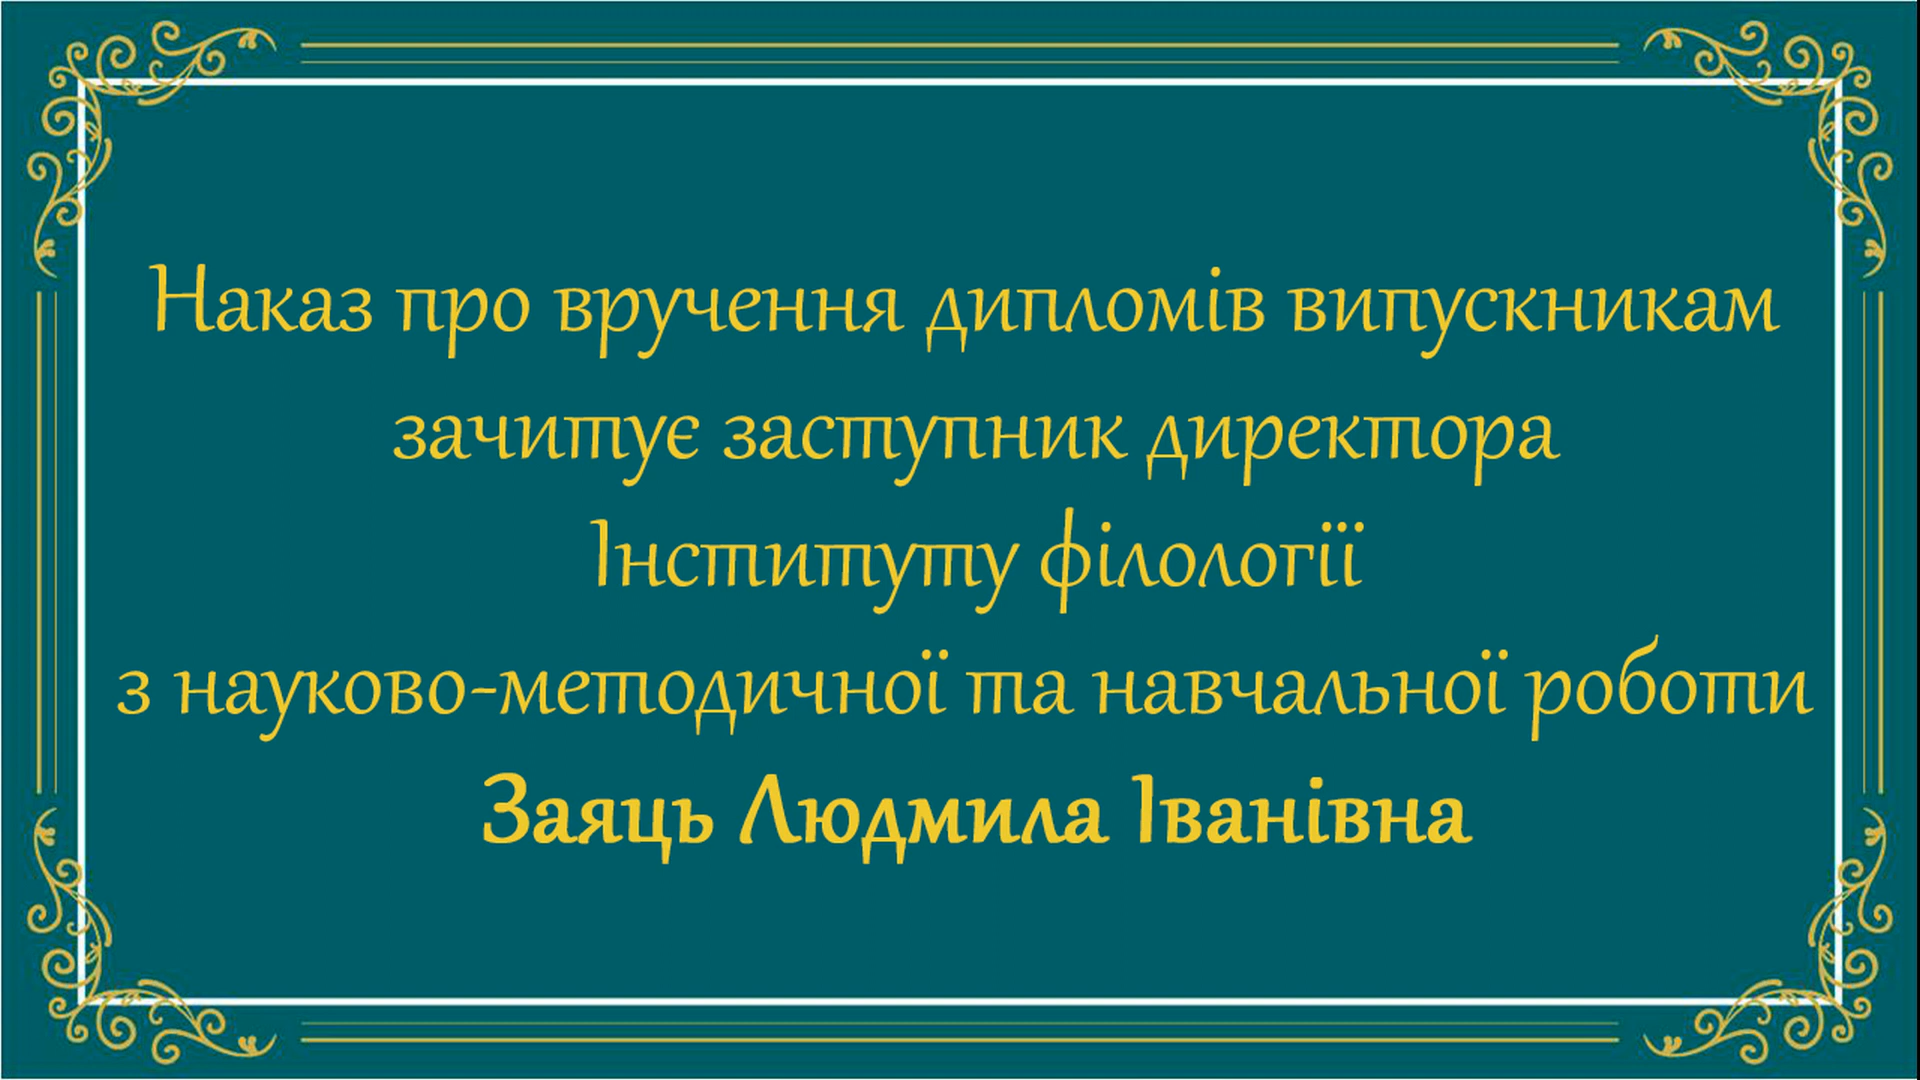 Наказ про вручення дипломів випускникам
зачитує заступник директора
Інституту філології
з науково-методичної та навчальної роботи
Заяць Людмила Іванівна